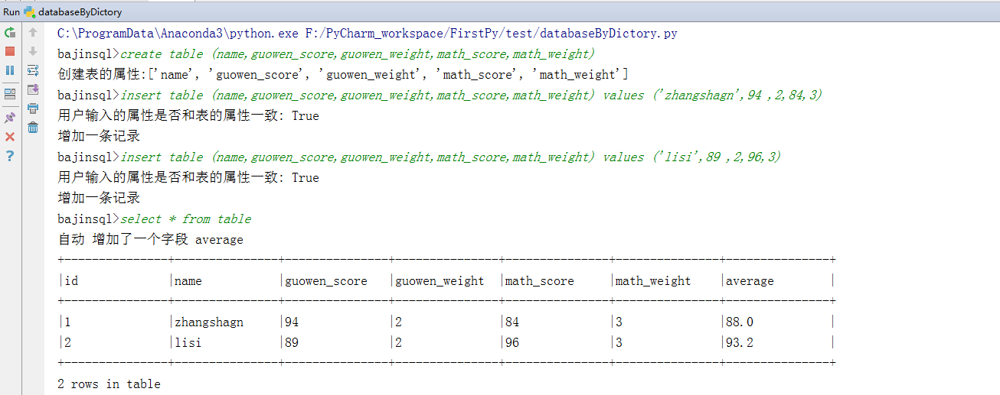 Run databaseByDictory
C:\ProgramData\Anaconda3\python.exe F:/PyCharm_workspace/FirstPy/test/databaseByDictory.py
bajinsql>create table (name,guowen_score,guowen_weight,math_score,math_weight)
创建表的属性:['name', 'guowen_score', 'guowen_weight', 'math_score', 'math_weight']
bajinsql>insert table (name,guowen_score,guowen_weight,math_score,math_weight) values ('zhangshagn',94 ,2,84,3)
用户输入的属性是否和表的属性一致: True
增加一条记录
bajinsql>insert table (name,guowen_score,guowen_weight,math_score,math_weight) values ('lisi',89 ,2,96,3)
用户输入的属性是否和表的属性一致: True
增加一条记录
bajinsql>select * from table
自动 增加了一个字段 average
+---------------+---------------+---------------+---------------+---------------+---------------+---------------+
|id |name |guowen_score |guowen_weight |math_score |math_weight |average |
+---------------+---------------+---------------+---------------+---------------+---------------+---------------+
|1 |zhangshagn |94 |2 |84 |3 |88.0 |
|2 |lisi |89 |2 |96 |3 |93.2 |
+---------------+---------------+---------------+---------------+---------------+---------------+---------------+
2 rows in table